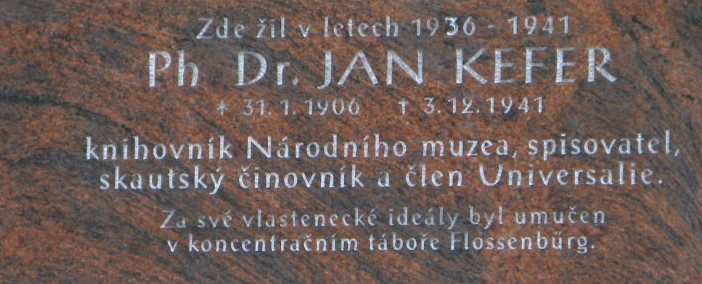 Zde žil v letech 1936 - 1941
Ph Dr. JAN KEFER
* 31.1.1906 † 3.12.1941
knihovník Národního muzea, spisovatel,
skautský činovník a člen Universalie.
Za své vlastenecké ideály byl umučen
v koncentračním táboře Flossenbürg.